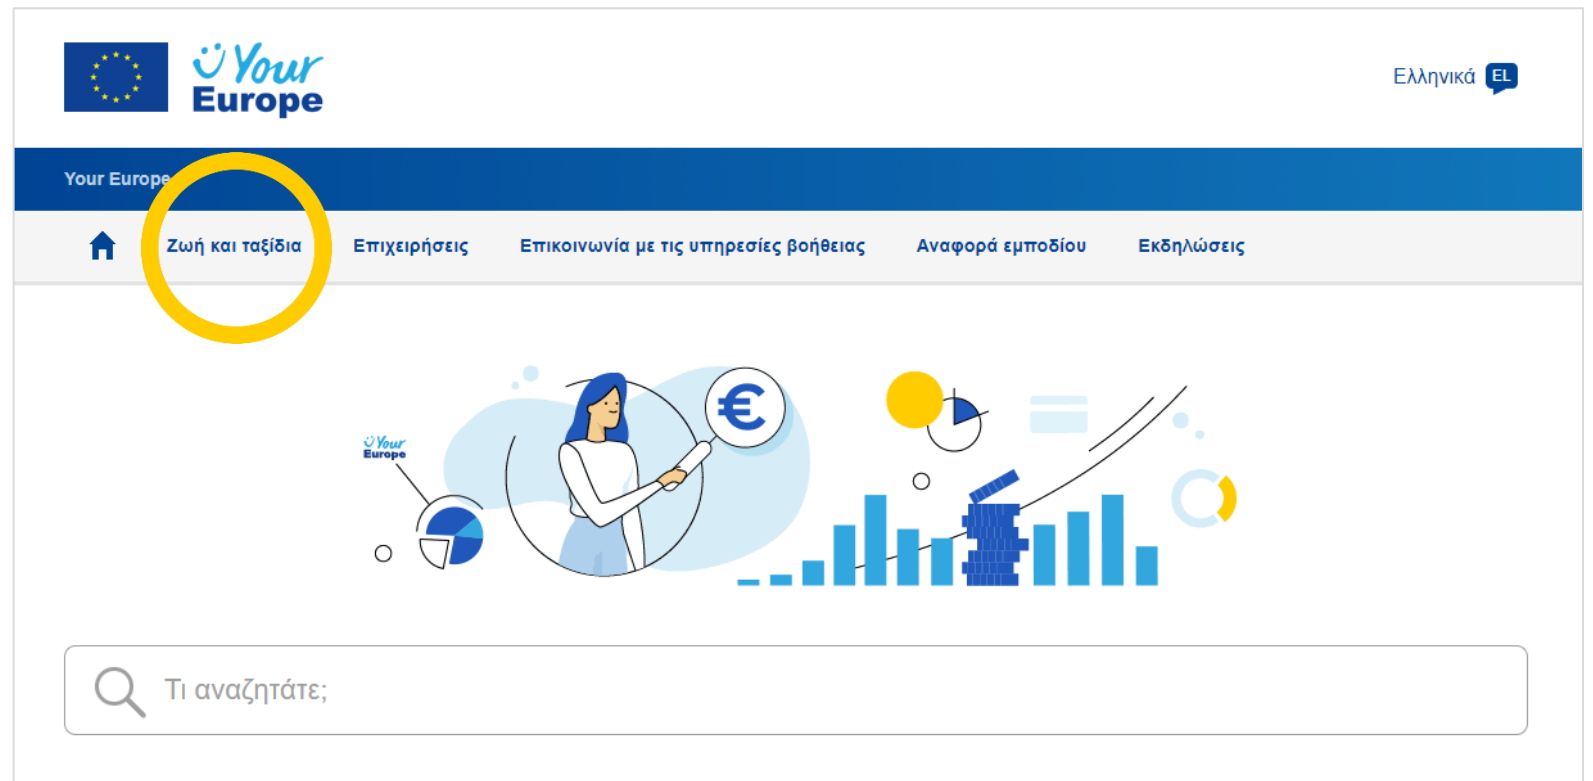 Your
Europe
Ελληνικά EL
Your Europe
Ζωή και ταξίδια Επιχειρήσεις Επικοινωνία με τις υπηρεσίες βοήθειας Αναφορά εμποδίου Εκδηλώσεις
€
Your
Europe
Τι αναζητάτε;